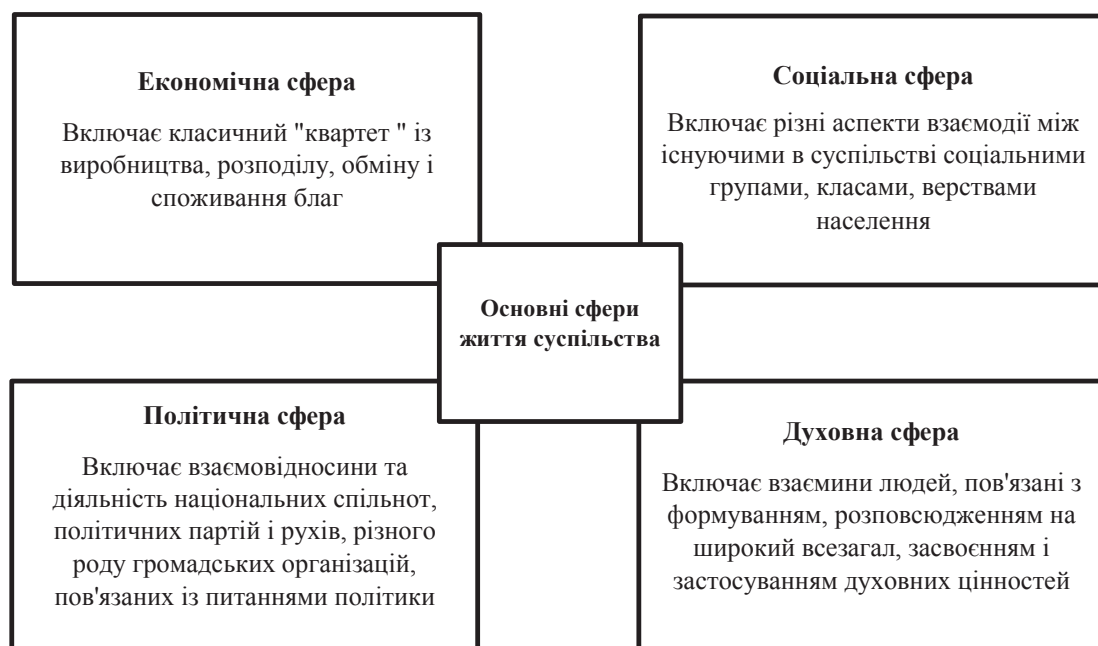 Економічна сфера
Включає класичний "квартет " із
виробництва, розподілу, обміну і
споживання благ
Соціальна сфера
Включає різні аспекти взаємодії між
існуючими в суспільстві соціальними
групами, класами, верствами
населення
Основні сфери
життя суспільства
Політична сфера
Включає взаємовідносини та
діяльність національних спільнот,
політичних партій і рухів, різного
роду громадських організацій,
пов'язаних із питаннями політики
Духовна сфера
Включає взаємини людей, пов'язані з
формуванням, розповсюдженням на
широкий всезагал, засвоєнням і
застосуванням духовних цінностей